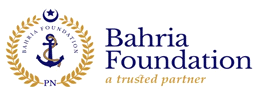 BAHRIA FOUNDATION
PN
Bahria
Foundation
a trusted partner